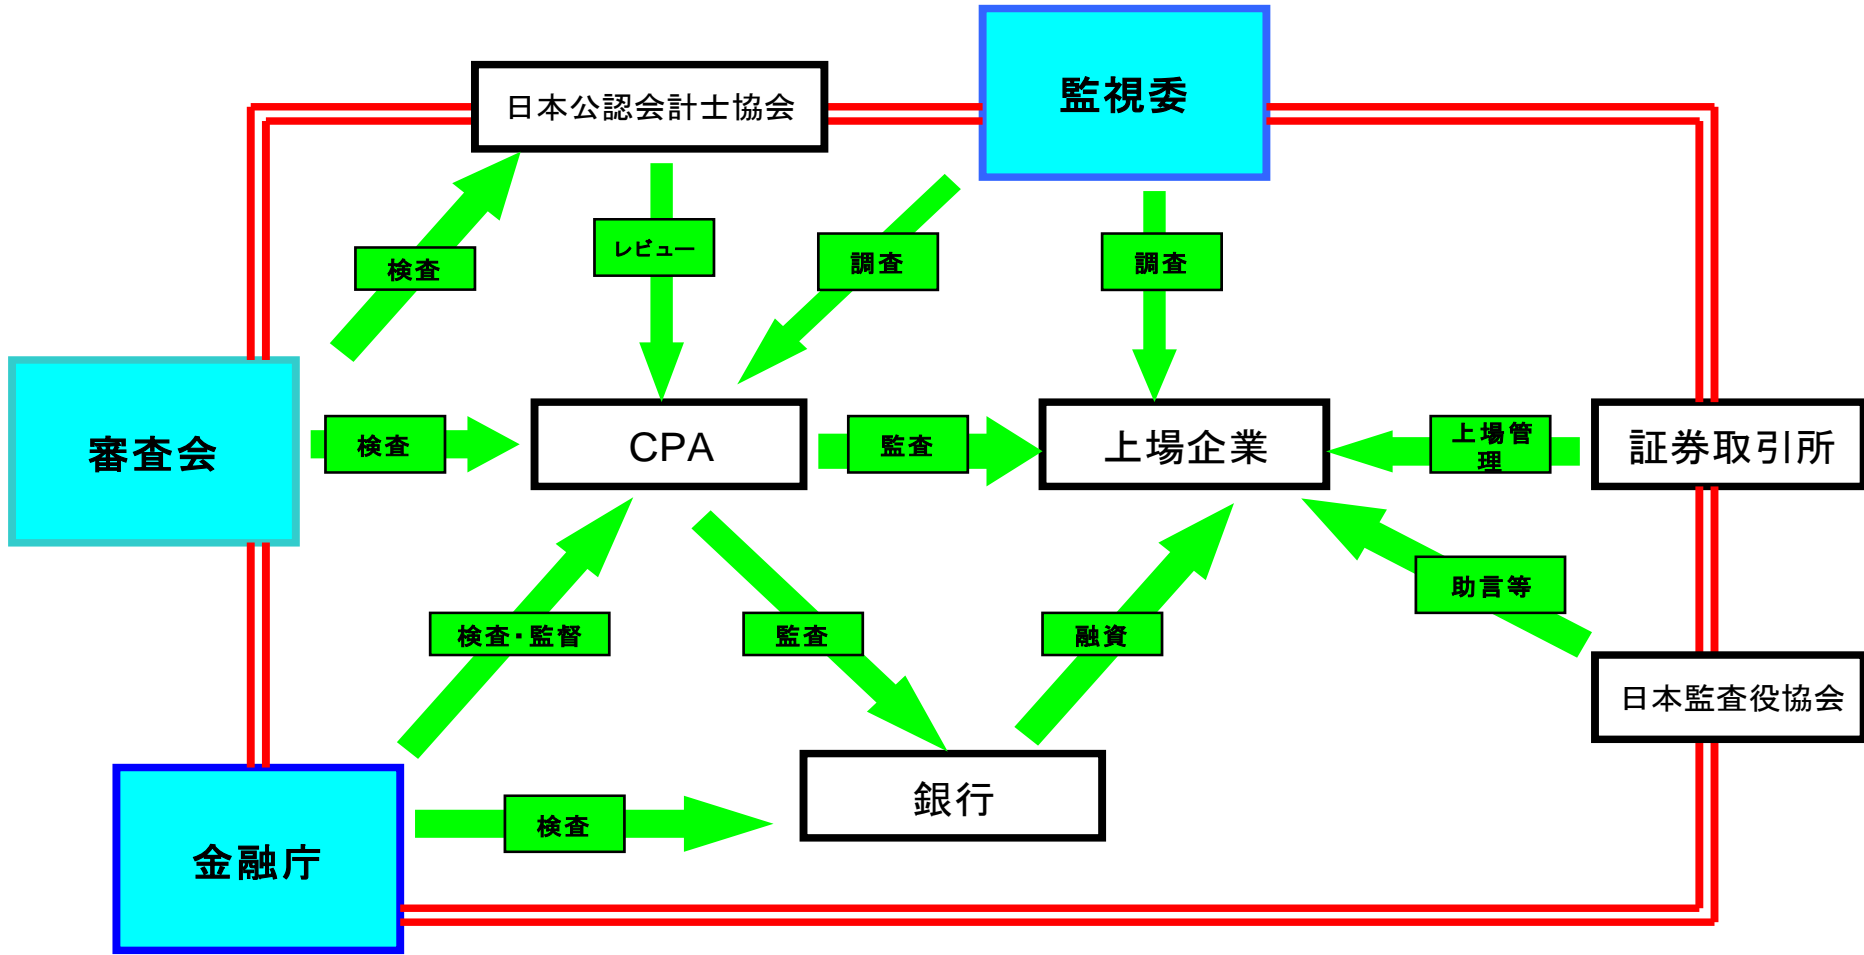 監視委
日本公認会計士協会
レビュー
調査
調査
検査
審査会
検査
CPA
監査
上場企業
上場管
理
証券取引所
助言等
検査・監督
監査
融資
日本監査役協会
銀行
検査
金融庁